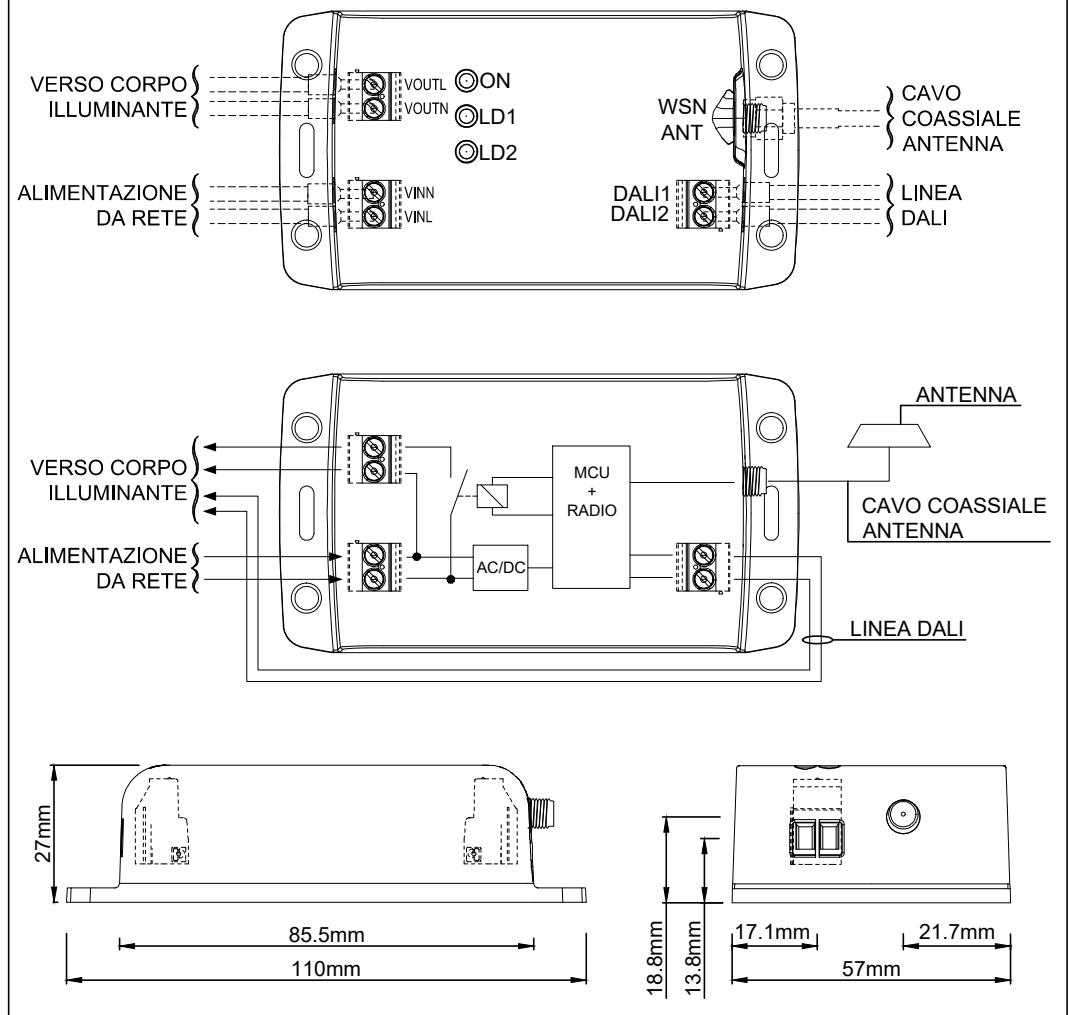 VERSO CORPO
ILLUMINANTE
VOUTL
VOUTN
ON
LD1
LD2
WSN
ANT
CAVO
COASSIALE
ANTENNA
ALIMENTAZIONE
DA RETE
VINN
VINL
DALI1
DALI2
LINEA
DALI
ANTENNA
VERSO CORPO
ILLUMINANTE
MCU
+
RADIO
CAVO COASSIALE
ANTENNA
ALIMENTAZIONE
DA RETE
AC/DC
LINEA DALI
27mm
85.5mm
110mm
18.8mm
13.8mm
17.1mm
21.7mm
57mm